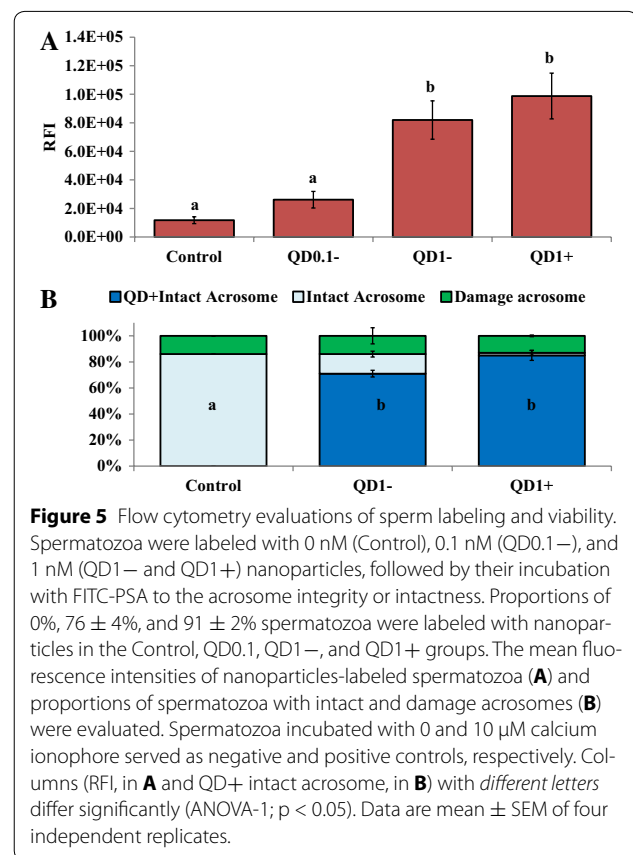 A
1.4E+05
1.2E+05
1.0E+05
8.0E+04
6.0E+04
4.0E+04
2.0E+04
0.0E+00
RFI
a
a
b
b
Control QD0.1- QD1- QD1+
B
QD+Intact Acrosome Intact Acrosome Damage acrosome
100%
80%
60%
40%
20%
0%
a
b
b
Control QD1- QD1+
Figure 5 Flow cytometry evaluations of sperm labeling and viability.
Spermatozoa were labeled with 0 nM (Control), 0.1 nM (QD0.1−), and
1 nM (QD1− and QD1+) nanoparticles, followed by their incubation
with FITC-PSA to the acrosome integrity or intactness. Proportions of
0%, 76 ± 4%, and 91 ± 2% spermatozoa were labeled with nanopar-
ticles in the Control, QD0.1, QD1−, and QD1+ groups. The mean fluo-
rescence intensities of nanoparticles-labeled spermatozoa (A) and
proportions of spermatozoa with intact and damage acrosomes (B)
were evaluated. Spermatozoa incubated with 0 and 10 µM calcium
ionophore served as negative and positive controls, respectively. Col-
umns (RFI, in A and QD+ intact acrosome, in B) with different letters
differ significantly (ANOVA-1; p < 0.05). Data are mean ± SEM of four
independent replicates.